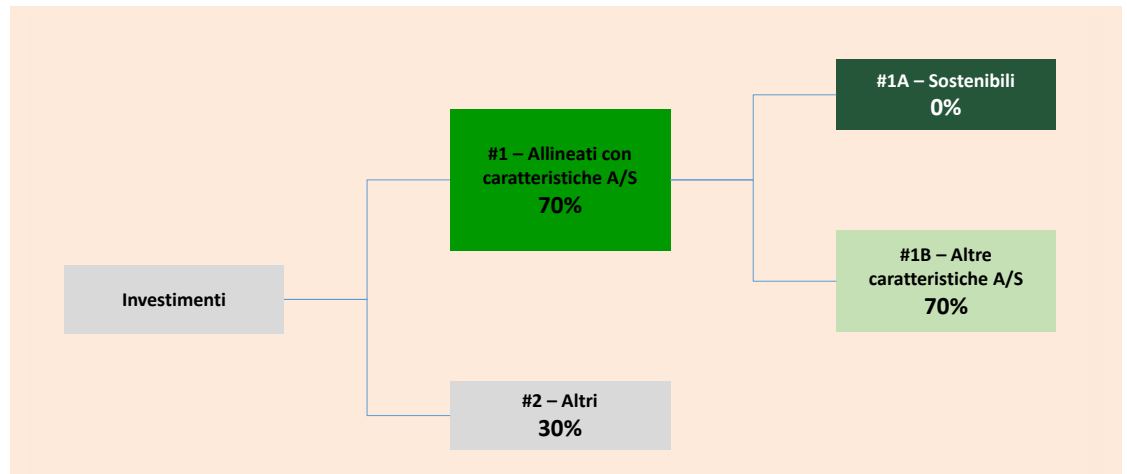 #1A – Sostenibili
0%
#1 – Allineati con
caratteristiche A/S
70%
#1B – Altre
caratteristiche A/S
70%
Investimenti
#2 – Altri
30%